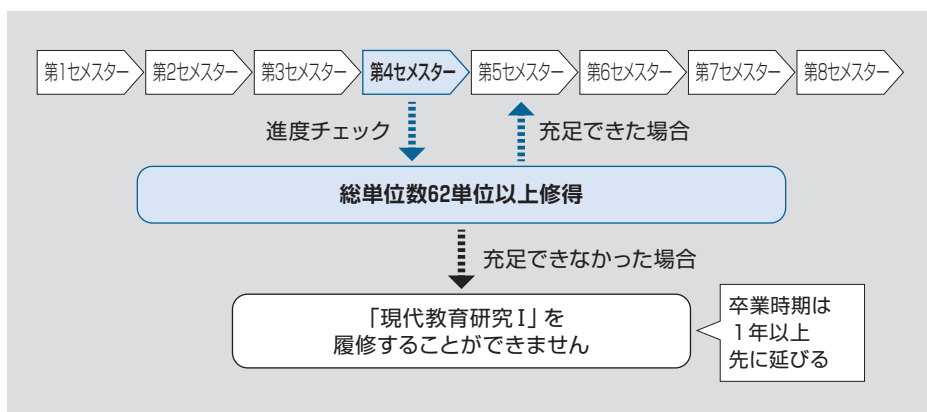 第1セメスター 第2セメスター 第3セメスター 第4セメスター 第5セメスター 第6セメスター 第7セメスター 第8セメスター
進度チェック 充足できた場合
総単位数62単位以上修得
充足できなかった場合
「現代教育研究Ⅰ」を
履修することができません
卒業時期は
1年以上
先に延びる